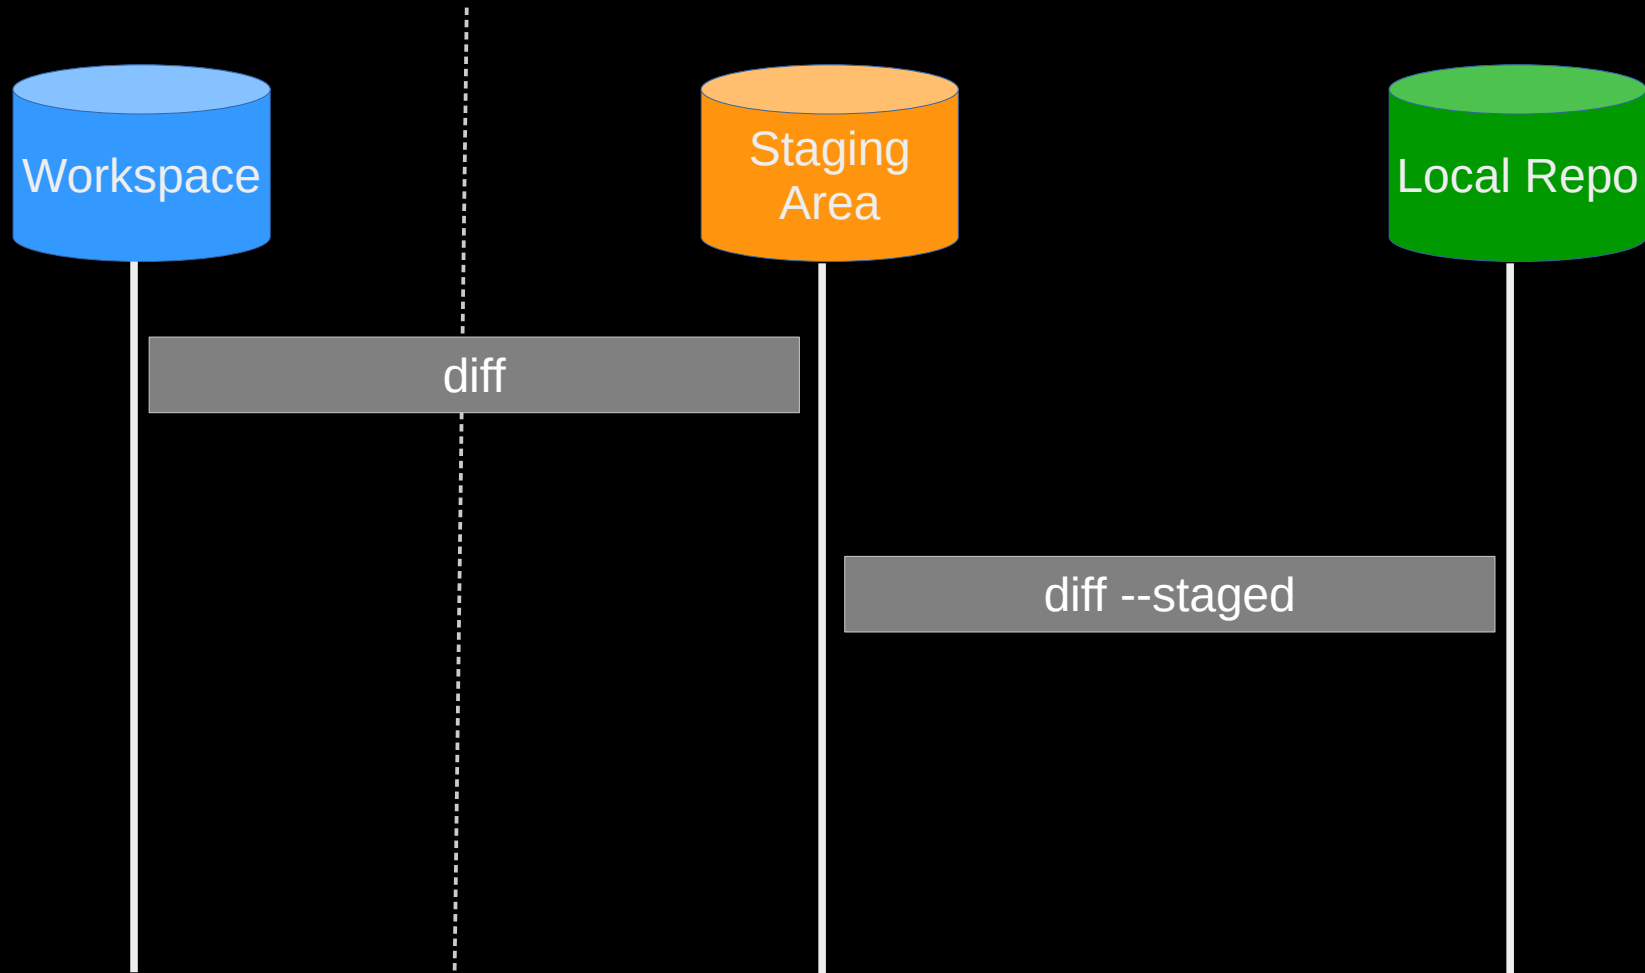 Workspace
Staging
Area
Local Repo
diff
diff --staged